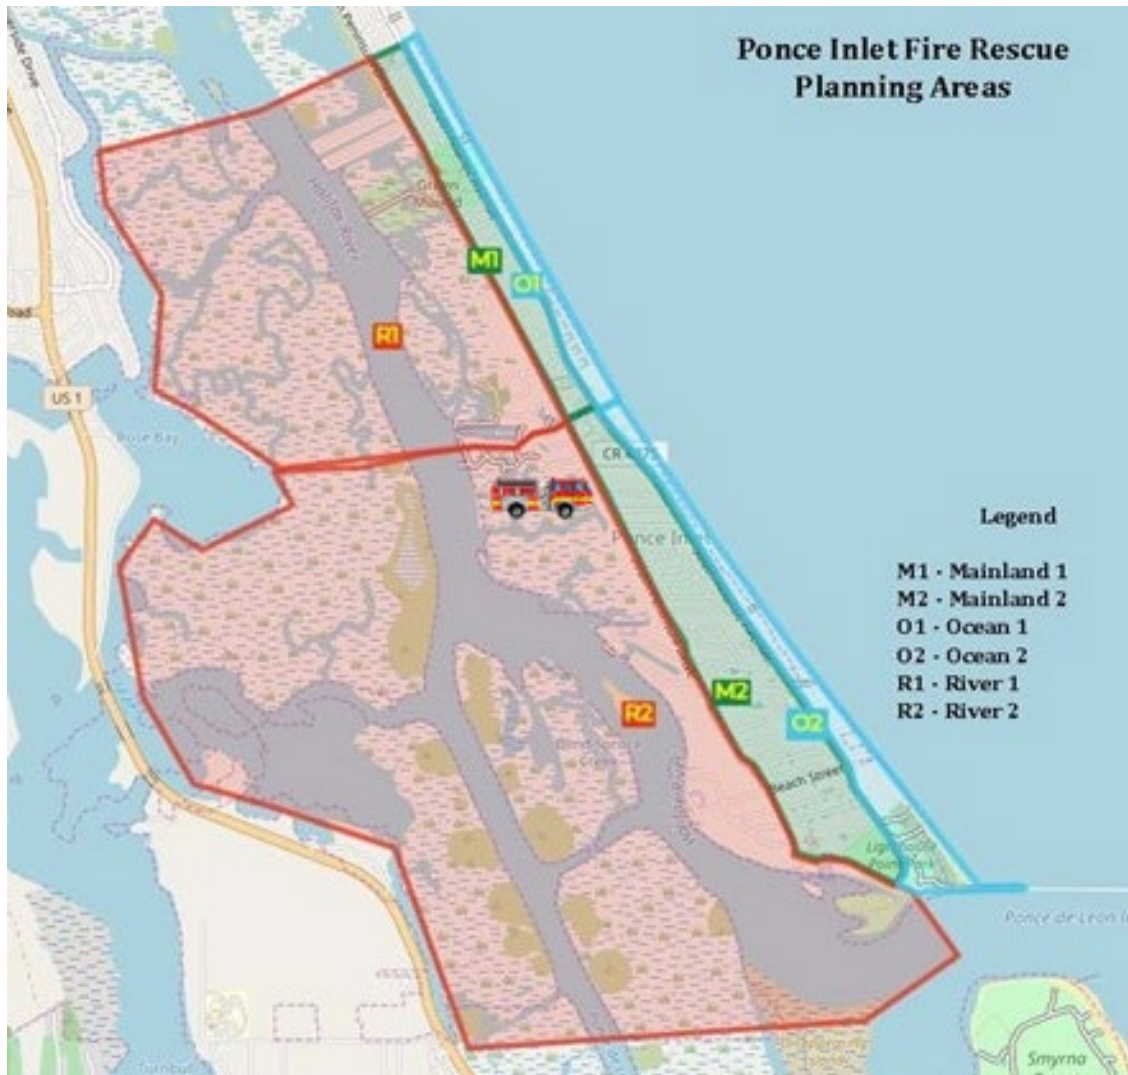 Ponce Inlet Fire Rescue
Planning Areas
Halifax River
M1
O1
R1
US 1
Rose Bay
Ponce Inlet
Legend
M1 - Mainland 1
M2 - Mainland 2
O1 - Ocean 1
O2 - Ocean 2
R1 - River 1
R2 - River 2
M2
R2
O2
Beach Street
Ponce de Leon
Smyrna